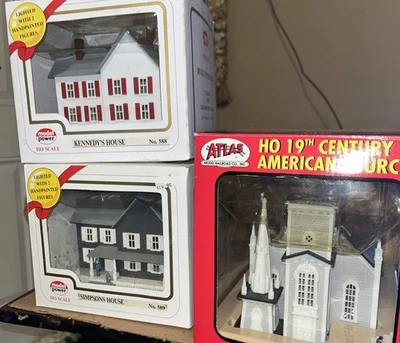 LIGHTED
WITH 2
HANDPAINTED
FIGURES
model
power
HO SCALE
KENNEDY'S HOUSE
No. 588
LIGHTED
WITH 2
HANDPAINTED
FIGURES
model
power
HO SCALE
SIMPSONS HOUSE
No. 589
ATLAS
MODEL RAILROAD CO., INC.
HO 19TH CENTURY
AMERICAN